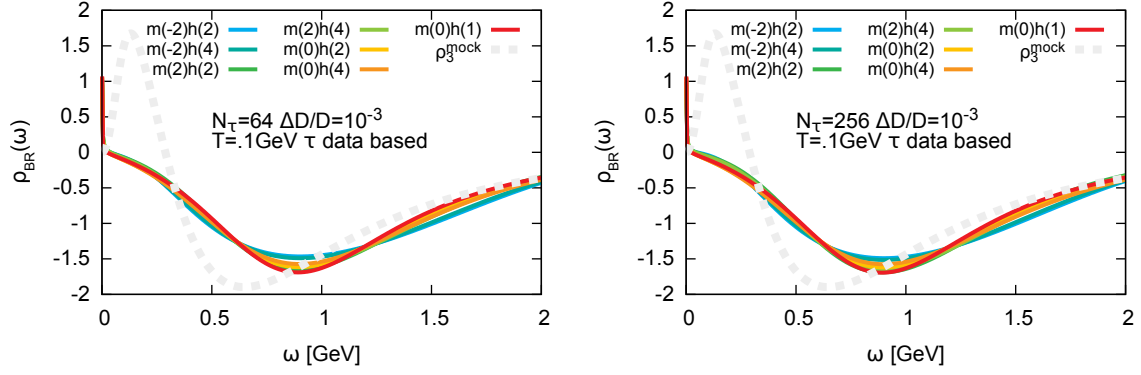 m(-2)h(2) m(2)h(4) m(0)h(1)
m(-2)h(4) m(0)h(2) ρ₃ᵐᵒᶜᵏ
m(2)h(2) m(0)h(4)
2
1.5
1
0.5
0
-0.5
-1
-1.5
-2
ρBR(ω)
Nτ=64 ΔD/D=10⁻³
T=.1GeV τ data based
0 0.5 1 1.5 2
ω [GeV]
m(-2)h(2) m(2)h(4) m(0)h(1)
m(-2)h(4) m(0)h(2) ρ₃ᵐᵒᶜᵏ
m(2)h(2) m(0)h(4)
2
1.5
1
0.5
0
-0.5
-1
-1.5
-2
ρBR(ω)
Nτ=256 ΔD/D=10⁻³
T=.1GeV τ data based
0 0.5 1 1.5 2
ω [GeV]